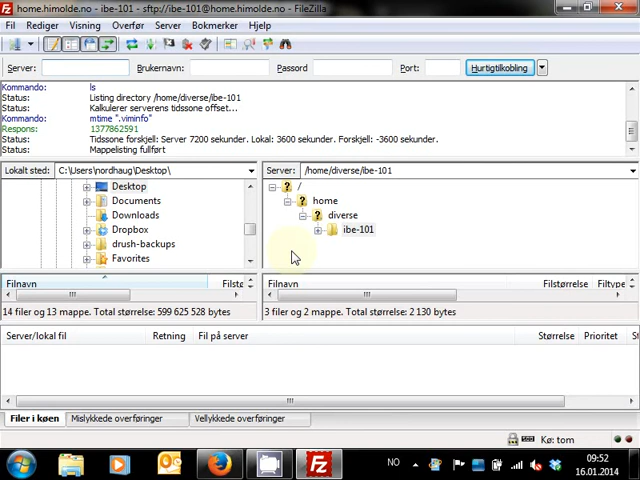 home.himolde.no - ibe-101 - sftp://ibe-101@home.himolde.no - FileZilla
Fil Rediger Visning Overfør Server Bokmerker Hjelp
Server: Brukernavn: Passord Port: Hurtigtilkobling
Kommando: ls
Status: Listing directory /home/diverse/ibe-101
Status: Kalkulerer serverens tidssone offset...
Kommando: mtime ".viminfo"
Respons: 1377862591
Status: Tidssone forskjell: Server 7200 sekunder. Lokal: 3600 sekunder. Forskjell: -3600 sekunder.
Status: Mappelisting fullført
Lokalt sted: C:\Users\nordhaug\Desktop\
Desktop
Documents
Downloads
Dropbox
drush-backups
Favorites
Filnavn
14 filer og 13 mappe. Total størrelse: 599 625 528 bytes
Server: /home/diverse/ibe-101
/
home
diverse
ibe-101
Filnavn Filstørrelse Filtype
3 filer og 2 mappe. Total størrelse: 2 130 bytes
Server/lokal fil Retning Fil på server Størrelse Prioritet
Filer i køen Mislykkede overføringer Vellykkede overføringer
Kø: tom
NO
09:52
16.01.2014